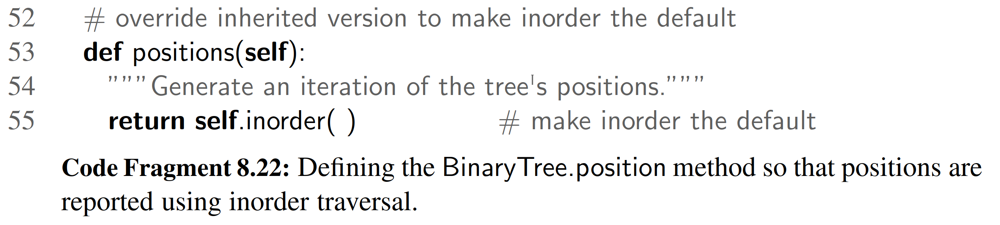 52 # override inherited version to make inorder the default
53 def positions(self):
54 """Generate an iteration of the tree's positions."""
55 return self.inorder( ) # make inorder the default
Code Fragment 8.22: Defining the BinaryTree.position method so that positions are
reported using inorder traversal.